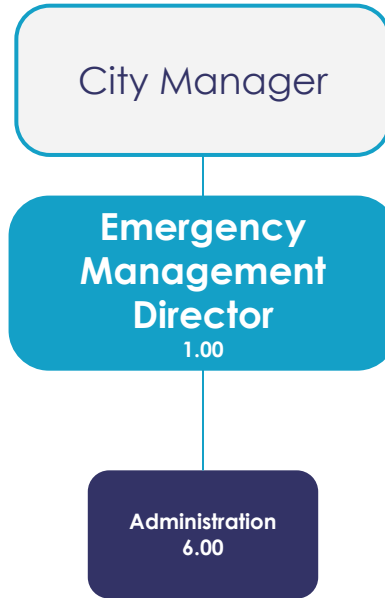 City Manager
Emergency
Management
Director
1.00
Administration
6.00